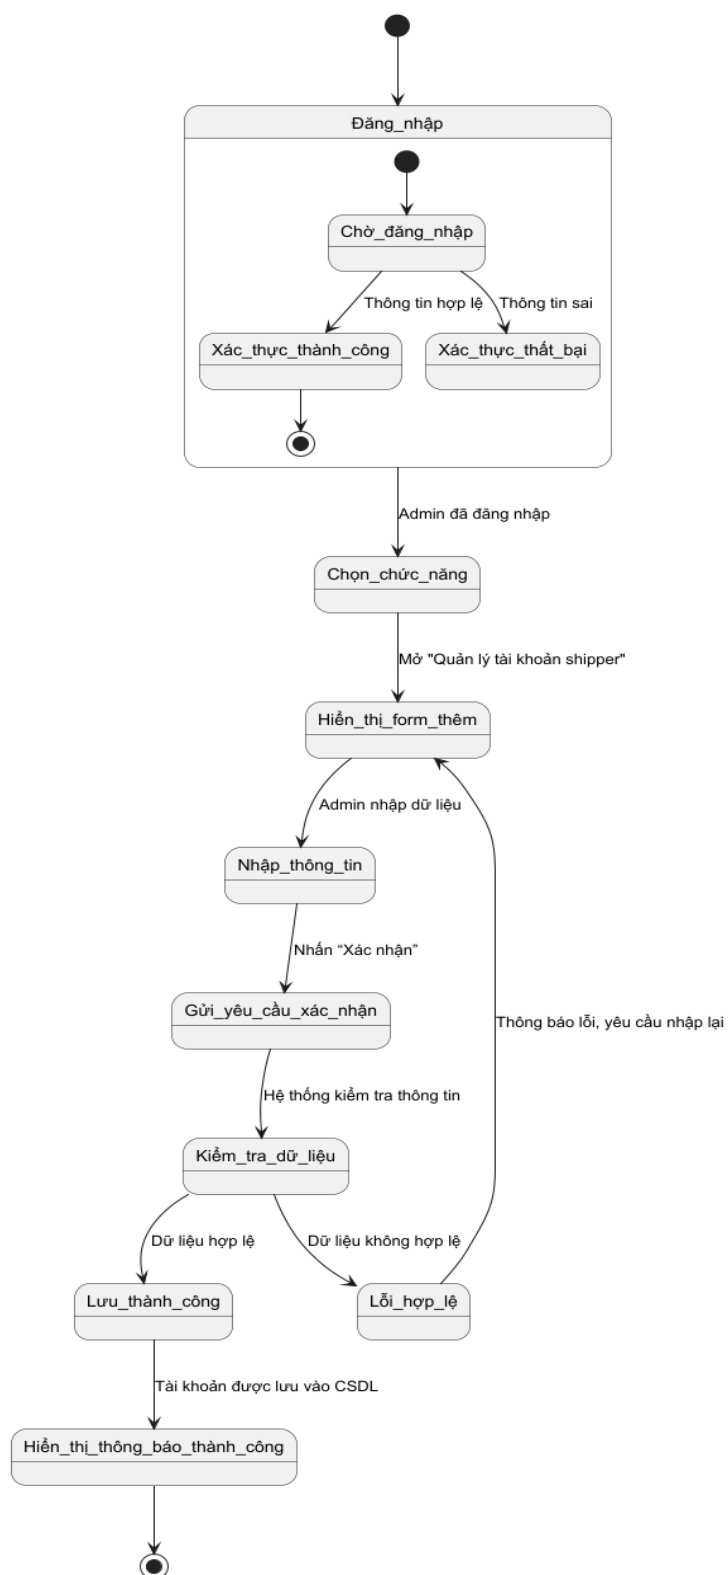 Đăng_nhập
Chờ_đăng_nhập
Thông tin hợp lệ
Thông tin sai
Xác_thực_thành_công
Xác_thực_thất_bại
Admin đã đăng nhập
Chọn_chức_năng
Mở "Quản lý tài khoản shipper"
Hiển_thị_form_thêm
Admin nhập dữ liệu
Nhập_thông_tin
Nhấn “Xác nhận”
Gửi_yêu_cầu_xác_nhận
Thông báo lỗi, yêu cầu nhập lại
Hệ thống kiểm tra thông tin
Kiểm_tra_dữ_liệu
Dữ liệu hợp lệ
Dữ liệu không hợp lệ
Lưu_thành_công
Lỗi_hợp_lệ
Tài khoản được lưu vào CSDL
Hiển_thị_thông_báo_thành_công